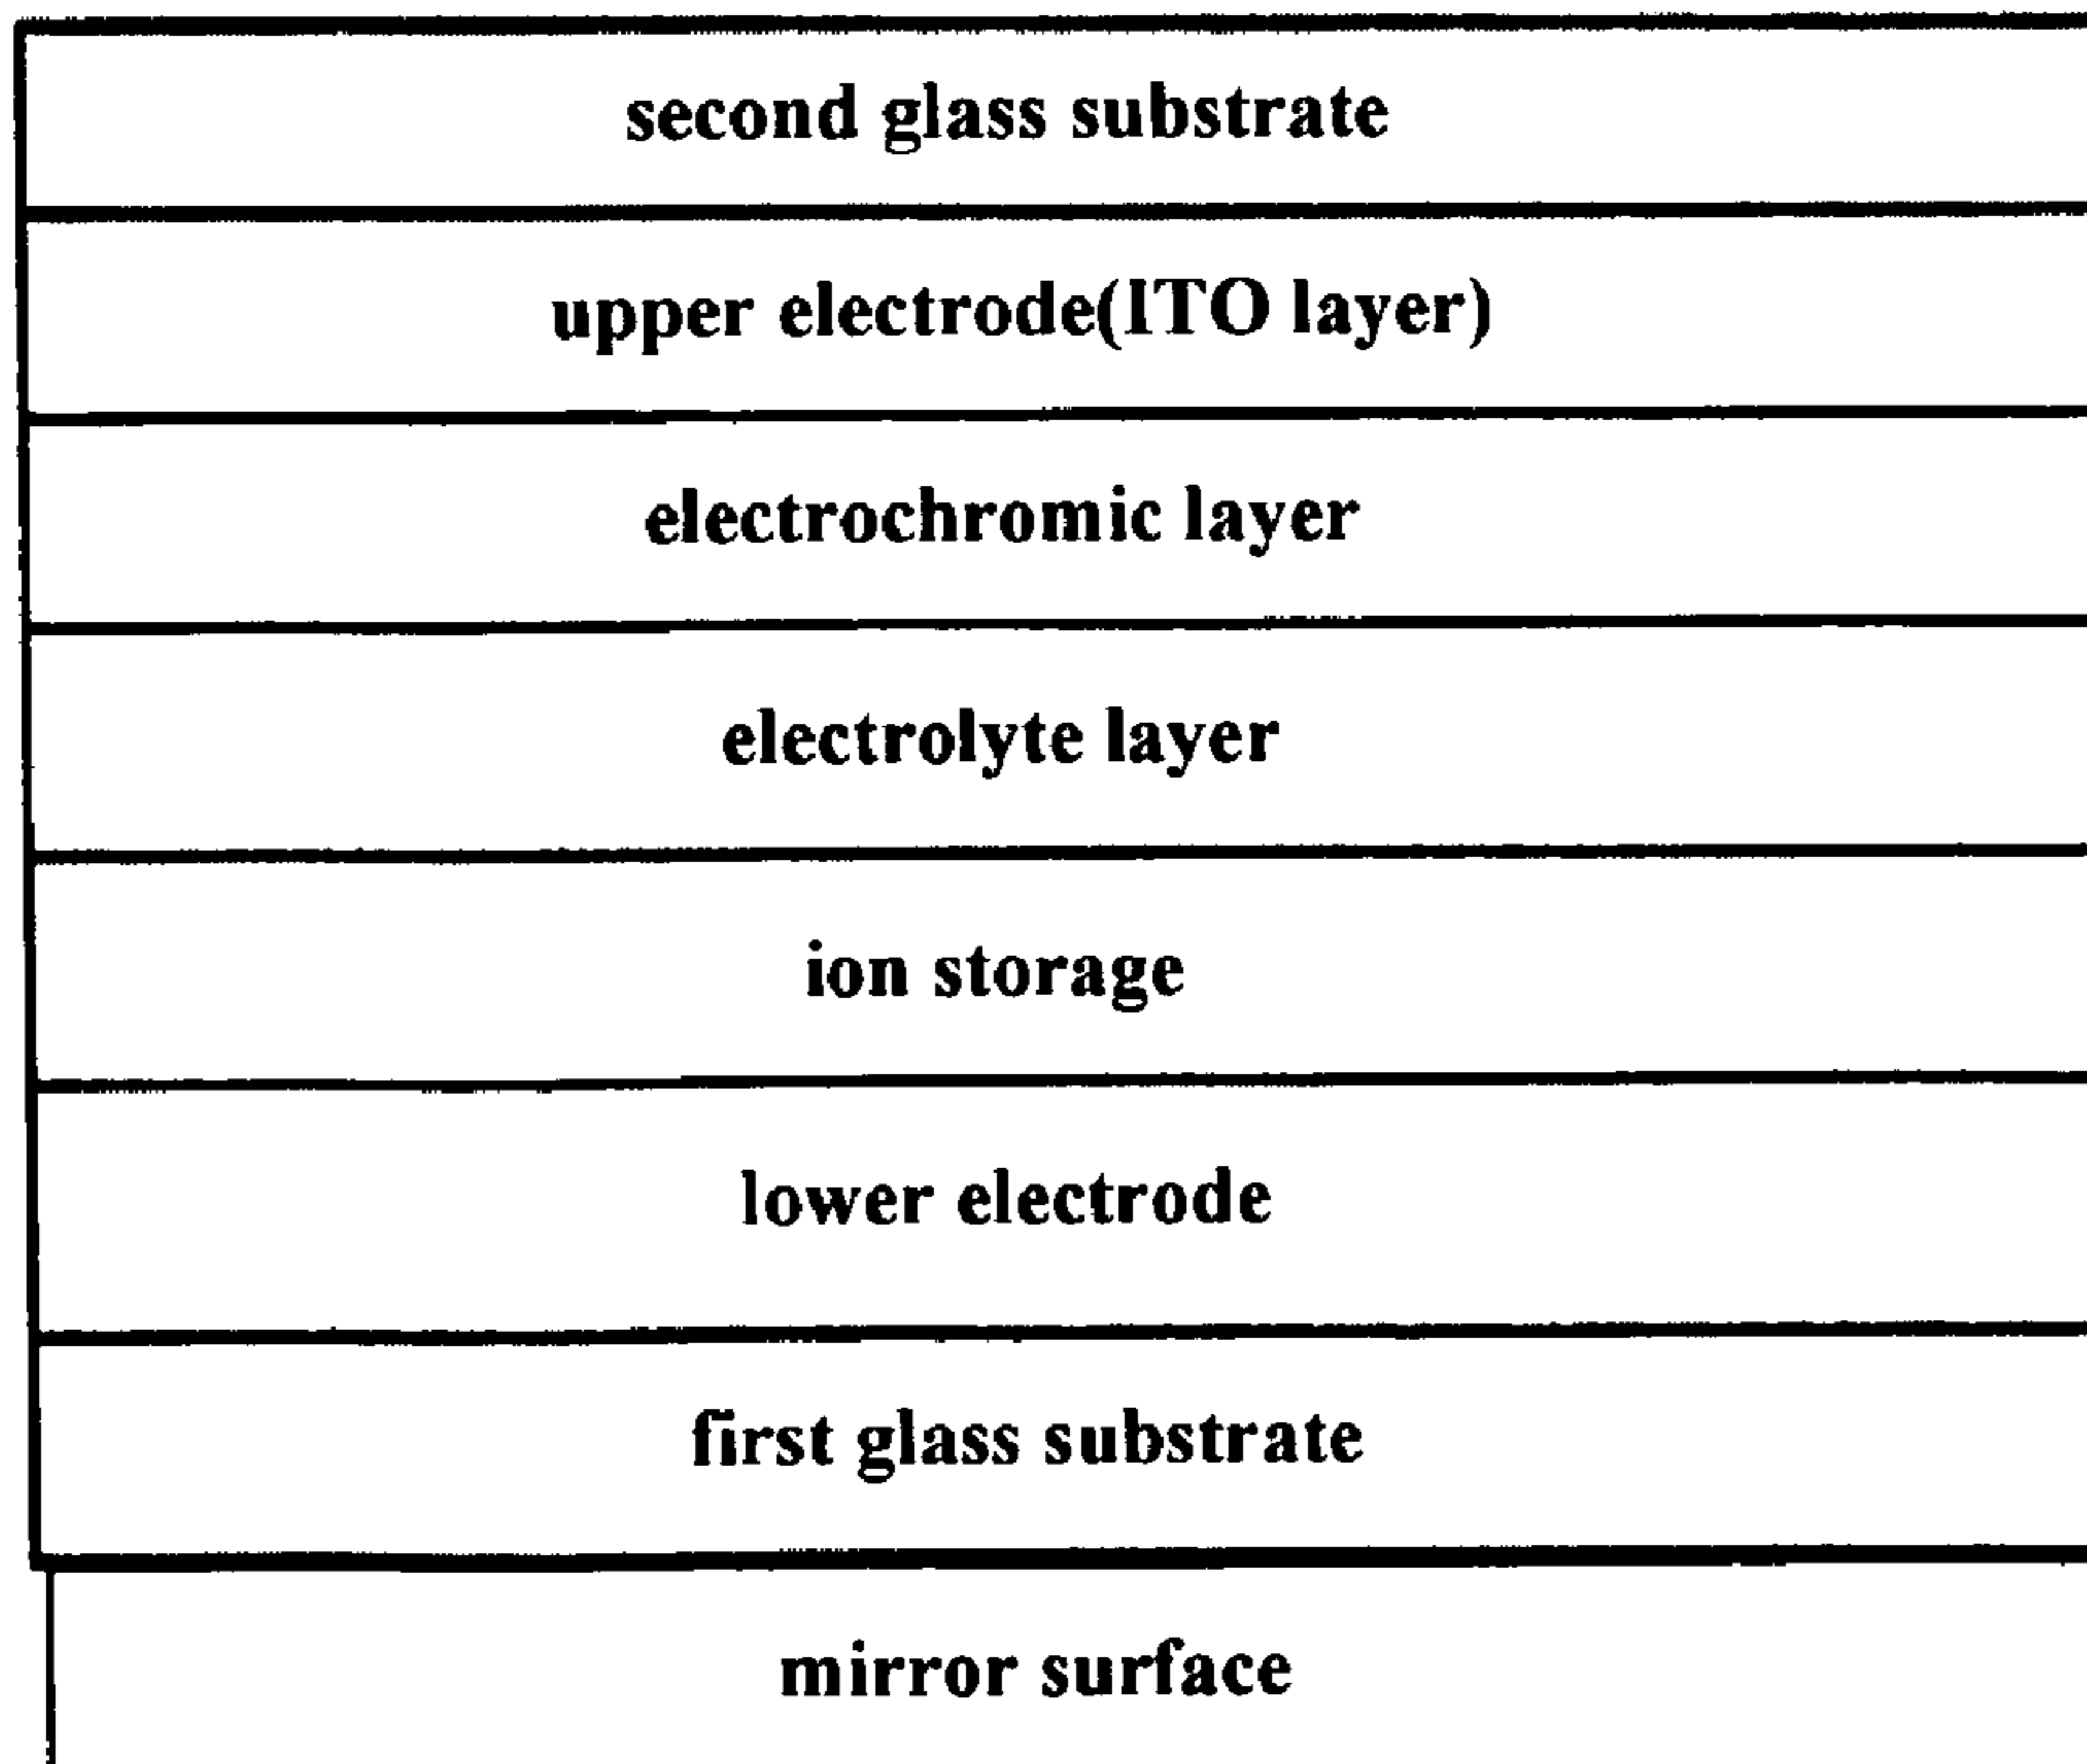 second glass substrate
upper electrode(ITO layer)
electrochromic layer
electrolyte layer
ion storage
lower electrode
first glass substrate
mirror surface